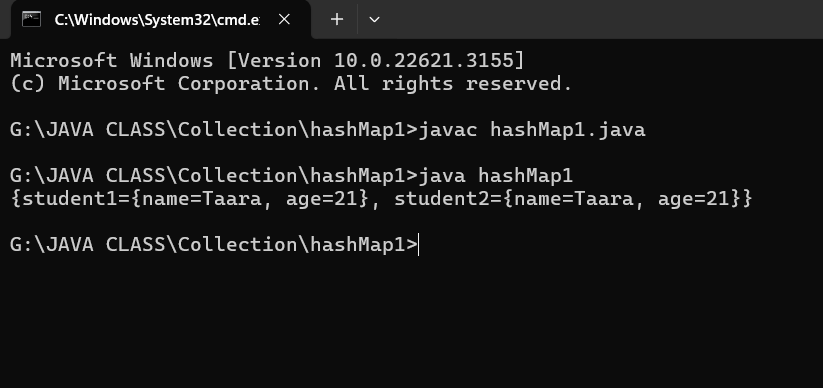 C:\Windows\System32\cmd.e
Microsoft Windows [Version 10.0.22621.3155]
(c) Microsoft Corporation. All rights reserved.
G:\JAVA CLASS\Collection\hashMap1>javac hashMap1.java
G:\JAVA CLASS\Collection\hashMap1>java hashMap1
{student1={name=Taara, age=21}, student2={name=Taara, age=21}}
G:\JAVA CLASS\Collection\hashMap1>